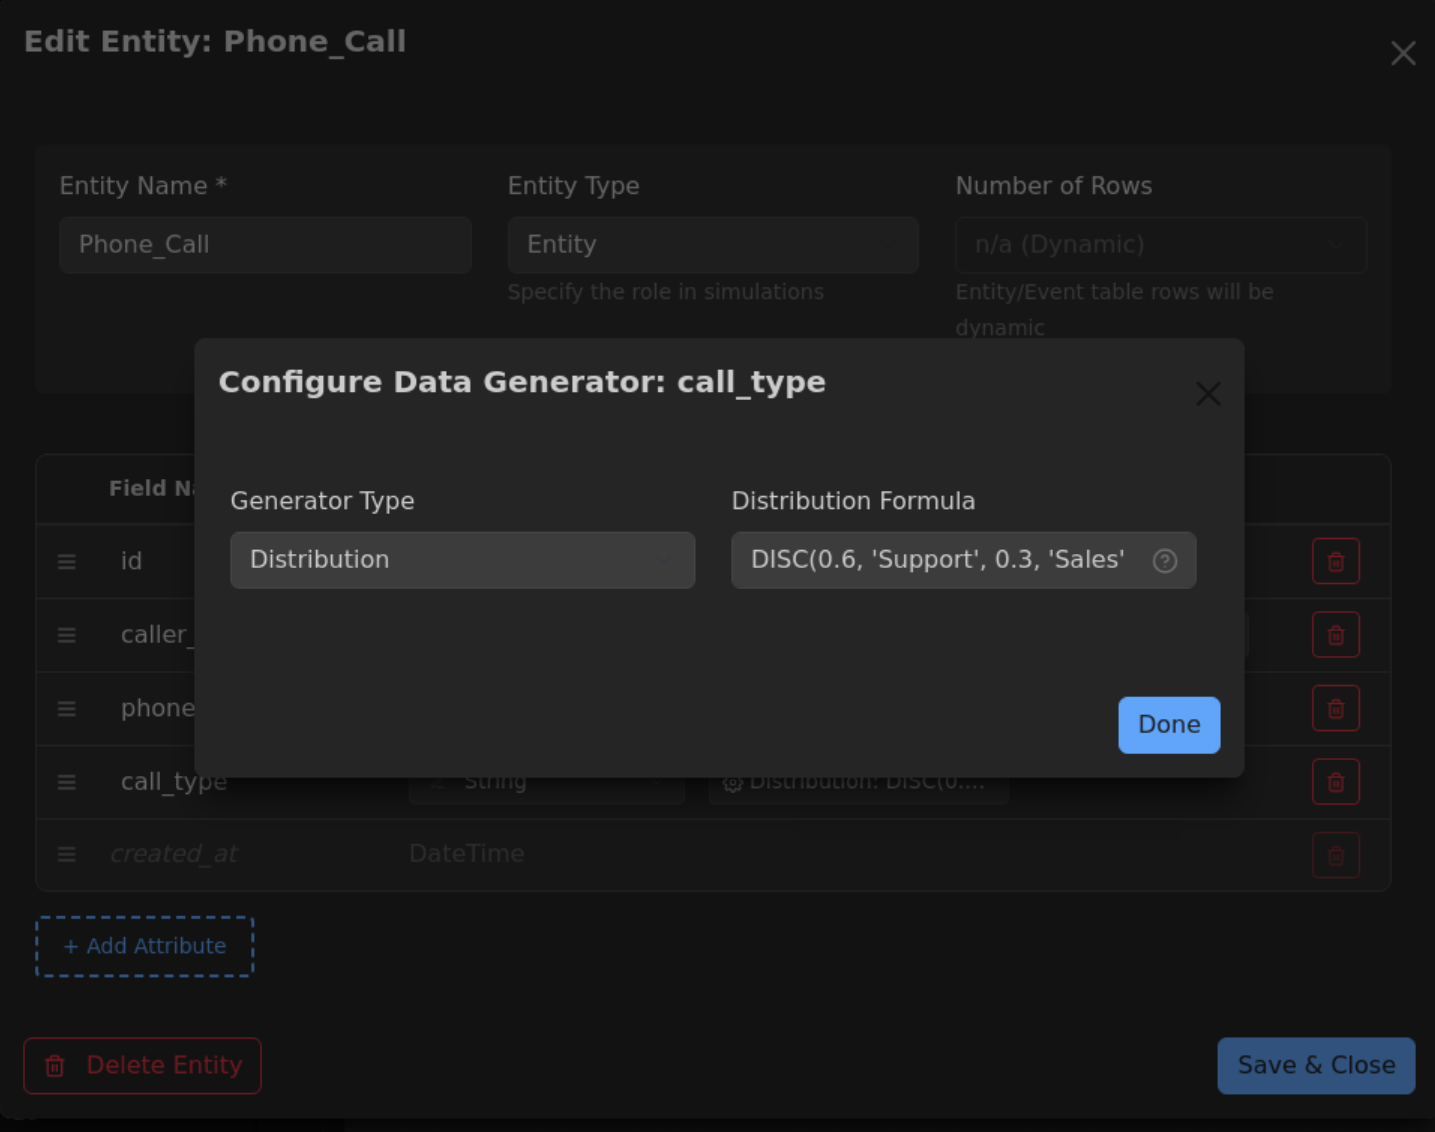 Edit Entity: Phone_Call
Entity Name *
Entity Type
Number of Rows
Phone_Call
Entity
n/a (Dynamic)
Specify the role in simulations
Entity/Event table rows will be
dynamic
Configure Data Generator: call_type
Generator Type
Distribution Formula
Distribution
DISC(0.6, 'Support', 0.3, 'Sales'
Done
Field
id
caller_
phone
call_type
String
Distribution: DISC(0....
created_at
DateTime
+ Add Attribute
Delete Entity
Save & Close